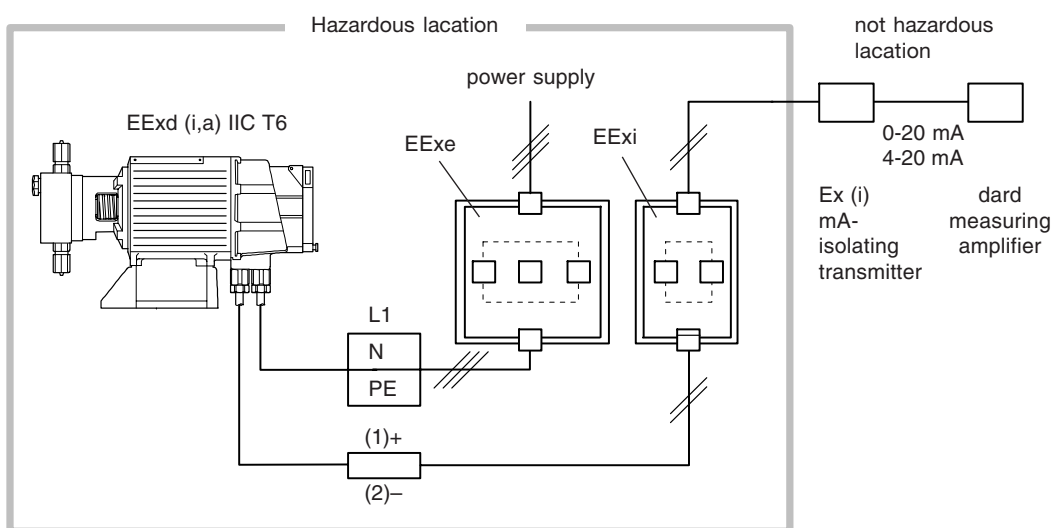 Hazardous lacation
not hazardous
lacation
power supply
EExd (i,a) IIC T6
EExe
EExi
0-20 mA
4-20 mA
Ex (i)
mA-
isolating
transmitter
dard
measuring
amplifier
L1
N
PE
(1)+
(2)–